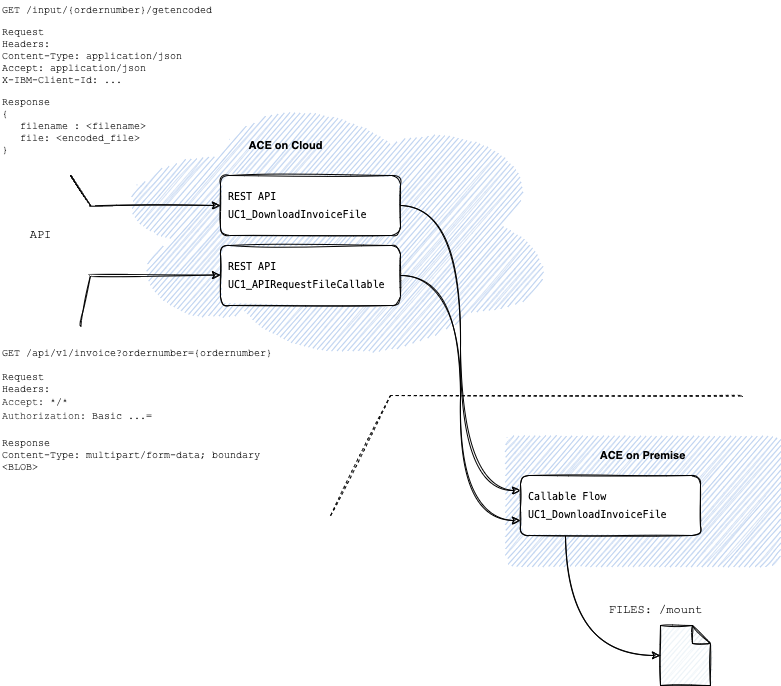 GET /input/{ordernumber}/getencoded
Request
Headers:
Content-Type: application/json
Accept: application/json
X-IBM-Client-Id: ...
Response
{
filename : <filename>
file: <encoded_file>
}
ACE on Cloud
REST API
UC1_DownloadInvoiceFile
API
REST API
UC1_APIRequestFileCallable
GET /api/v1/invoice?ordernumber={ordernumber}
Request
Headers:
Accept: */*
Authorization: Basic ...=
Response
Content-Type: multipart/form-data; boundary
<BLOB>
ACE on Premise
Callable Flow
UC1_DownloadInvoiceFile
FILES: /mount